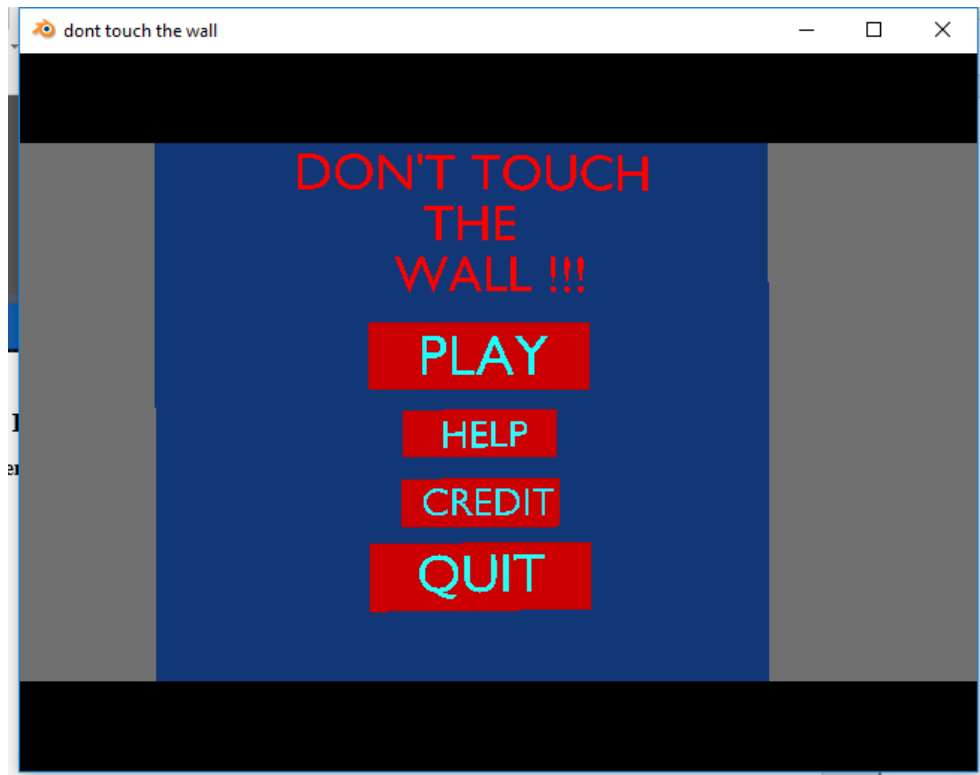 dont touch the wall
DON'T TOUCH
THE
WALL !!!
PLAY
HELP
CREDIT
QUIT